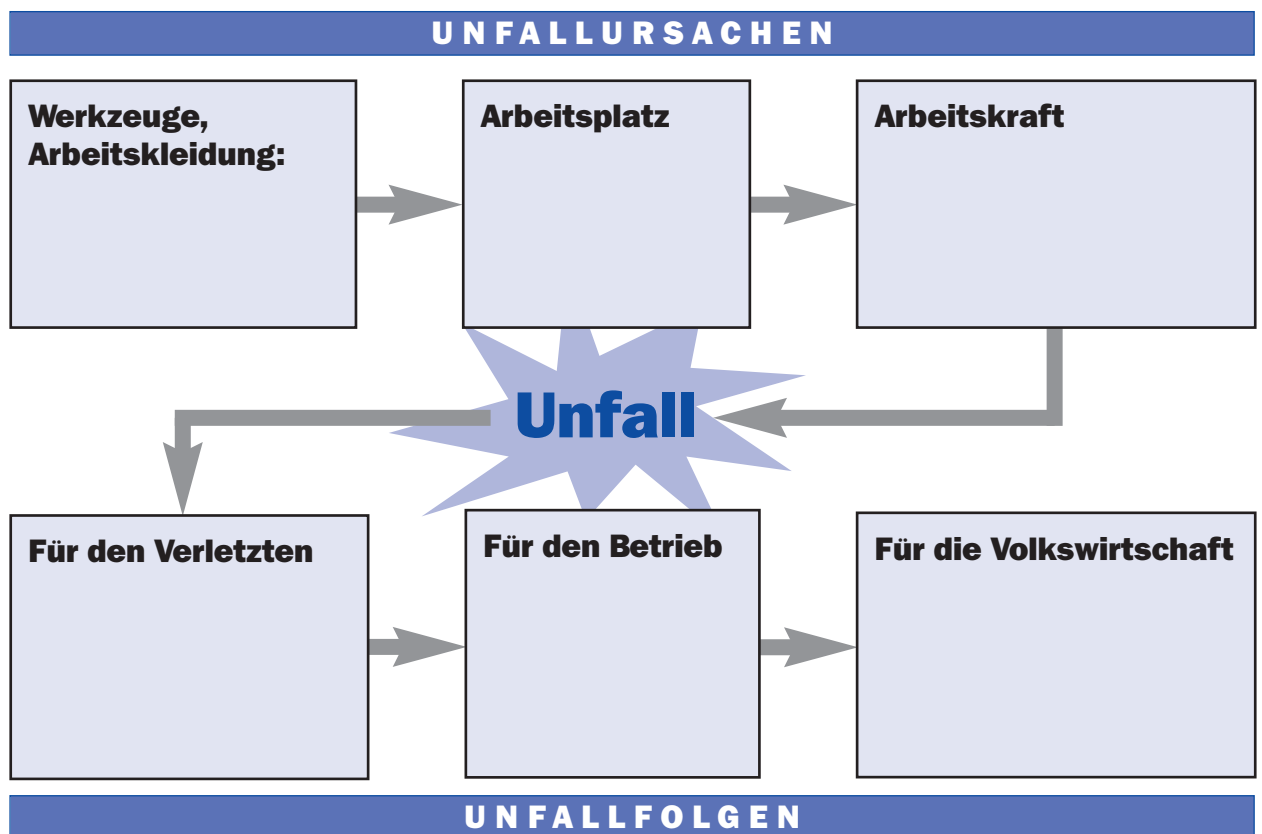 UNFALLURSACHEN
Werkzeuge,
Arbeitskleidung:
Arbeitsplatz
Arbeitskraft
Unfall
Für den Verletzten
Für den Betrieb
Für die Volkswirtschaft
UNFALLFOLGEN